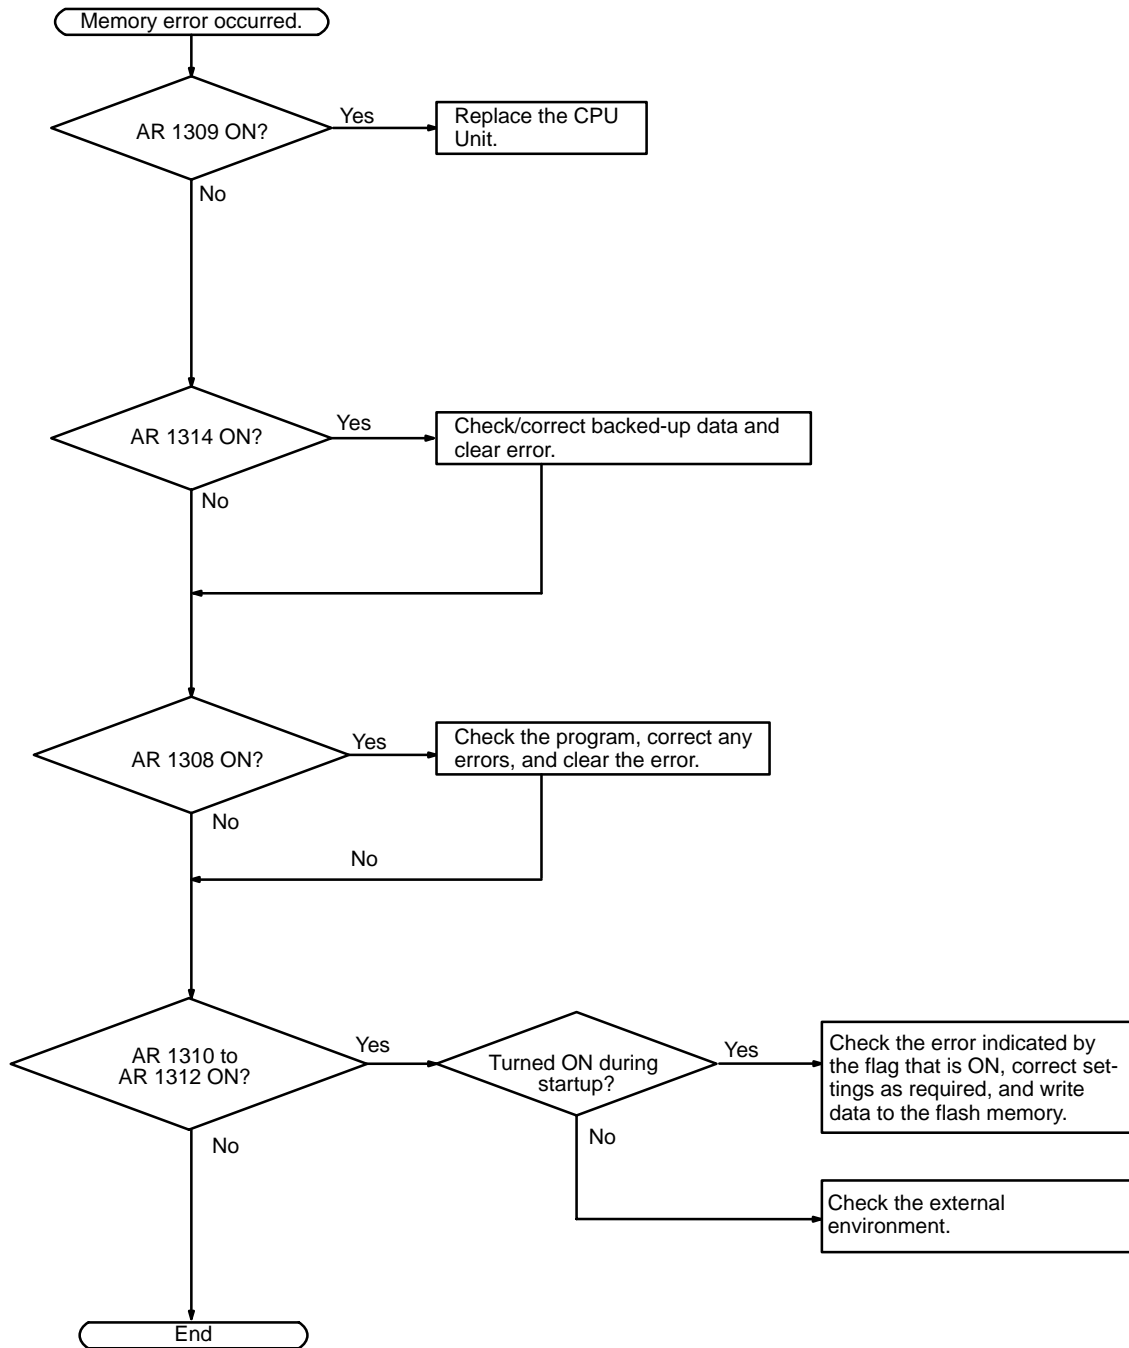 Memory error occurred.
AR 1309 ON?
Yes
Replace the CPU
Unit.
No
AR 1314 ON?
Yes
Check/correct backed-up data and
clear error.
No
AR 1308 ON?
Yes
Check the program, correct any
errors, and clear the error.
No
No
AR 1310 to
AR 1312 ON?
Yes
Turned ON during
startup?
Yes
Check the error indicated by
the flag that is ON, correct set-
tings as required, and write
data to the flash memory.
No
No
Check the external
environment.
End